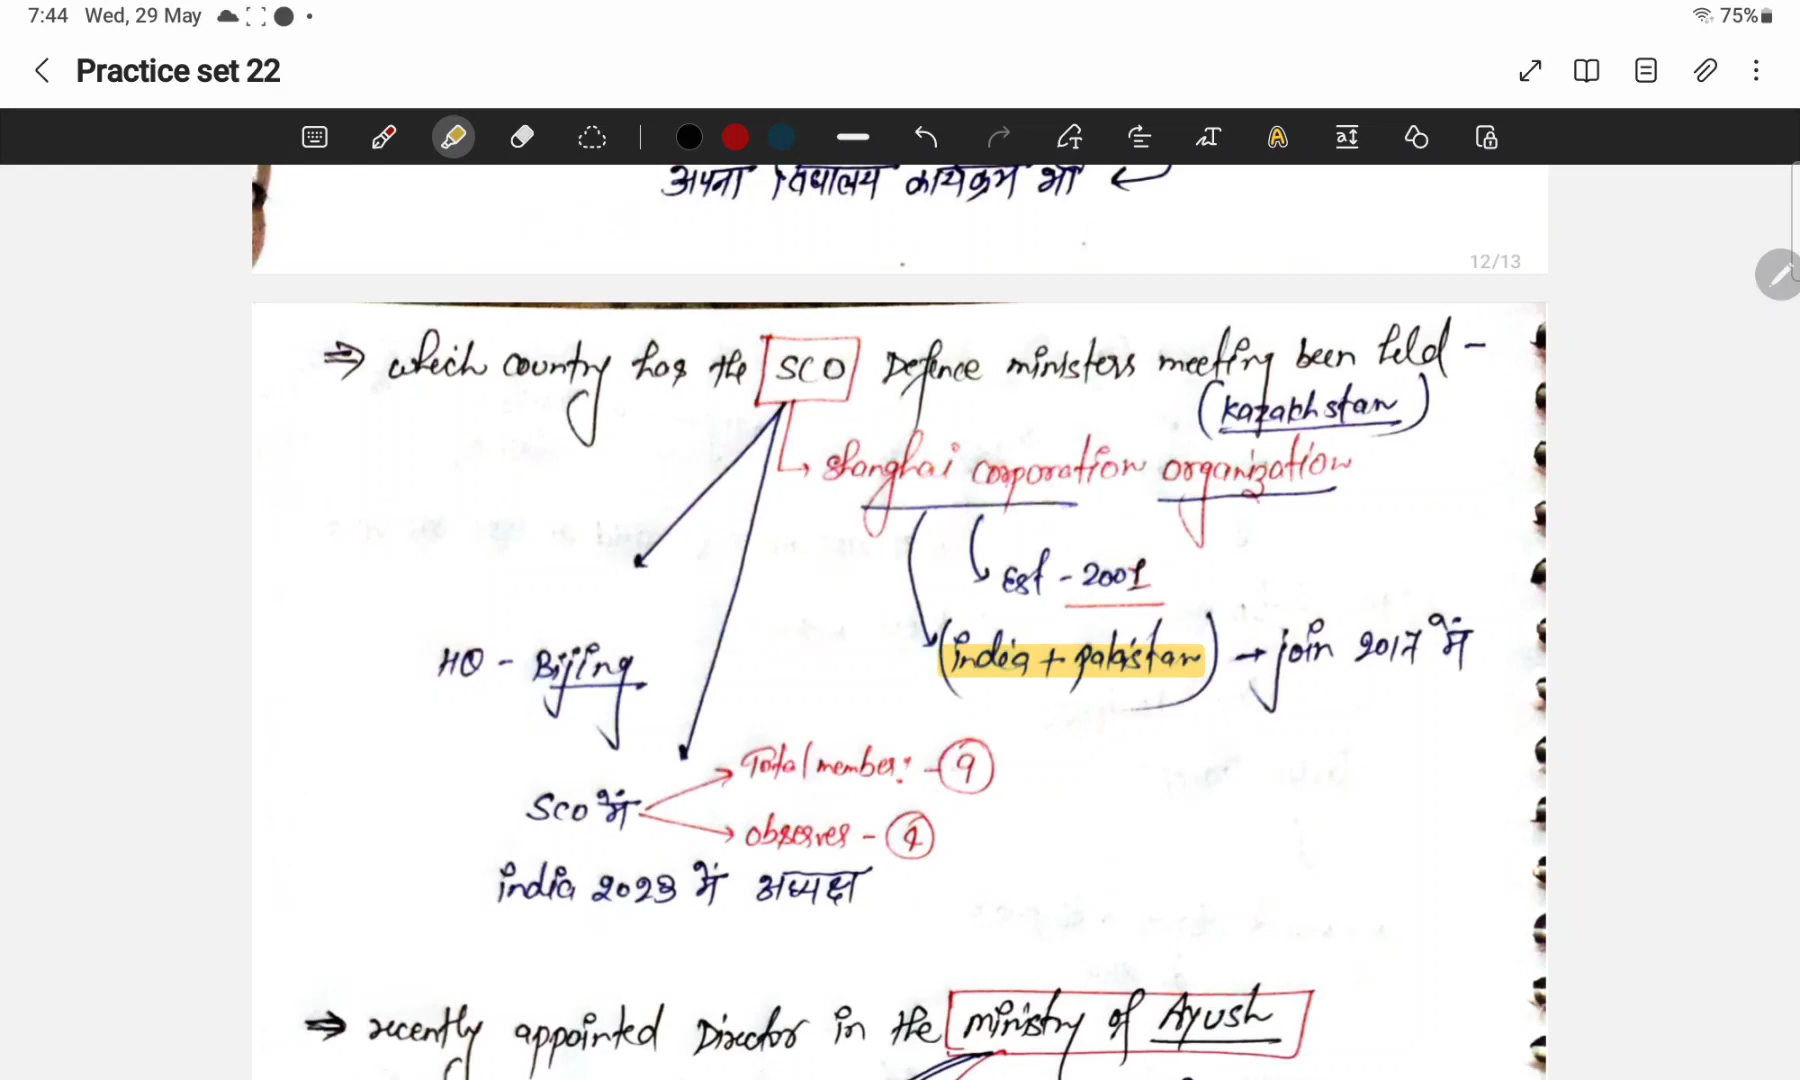 7:44 Wed, 29 May
75%
Practice set 22
अपना विद्यालय कार्यक्रम भी
12/13
⇒ which country has the SCO Defence ministers meeting been held -
(kazakhstan)
shanghai corporation organization
Est - 2001
(india + pakistan) → join 2017 में
HQ - Bijing
Total member: - 9
SCO में
observes - 4
india 2023 में अध्यक्ष
⇒ recently appointed Director in the ministry of Ayush